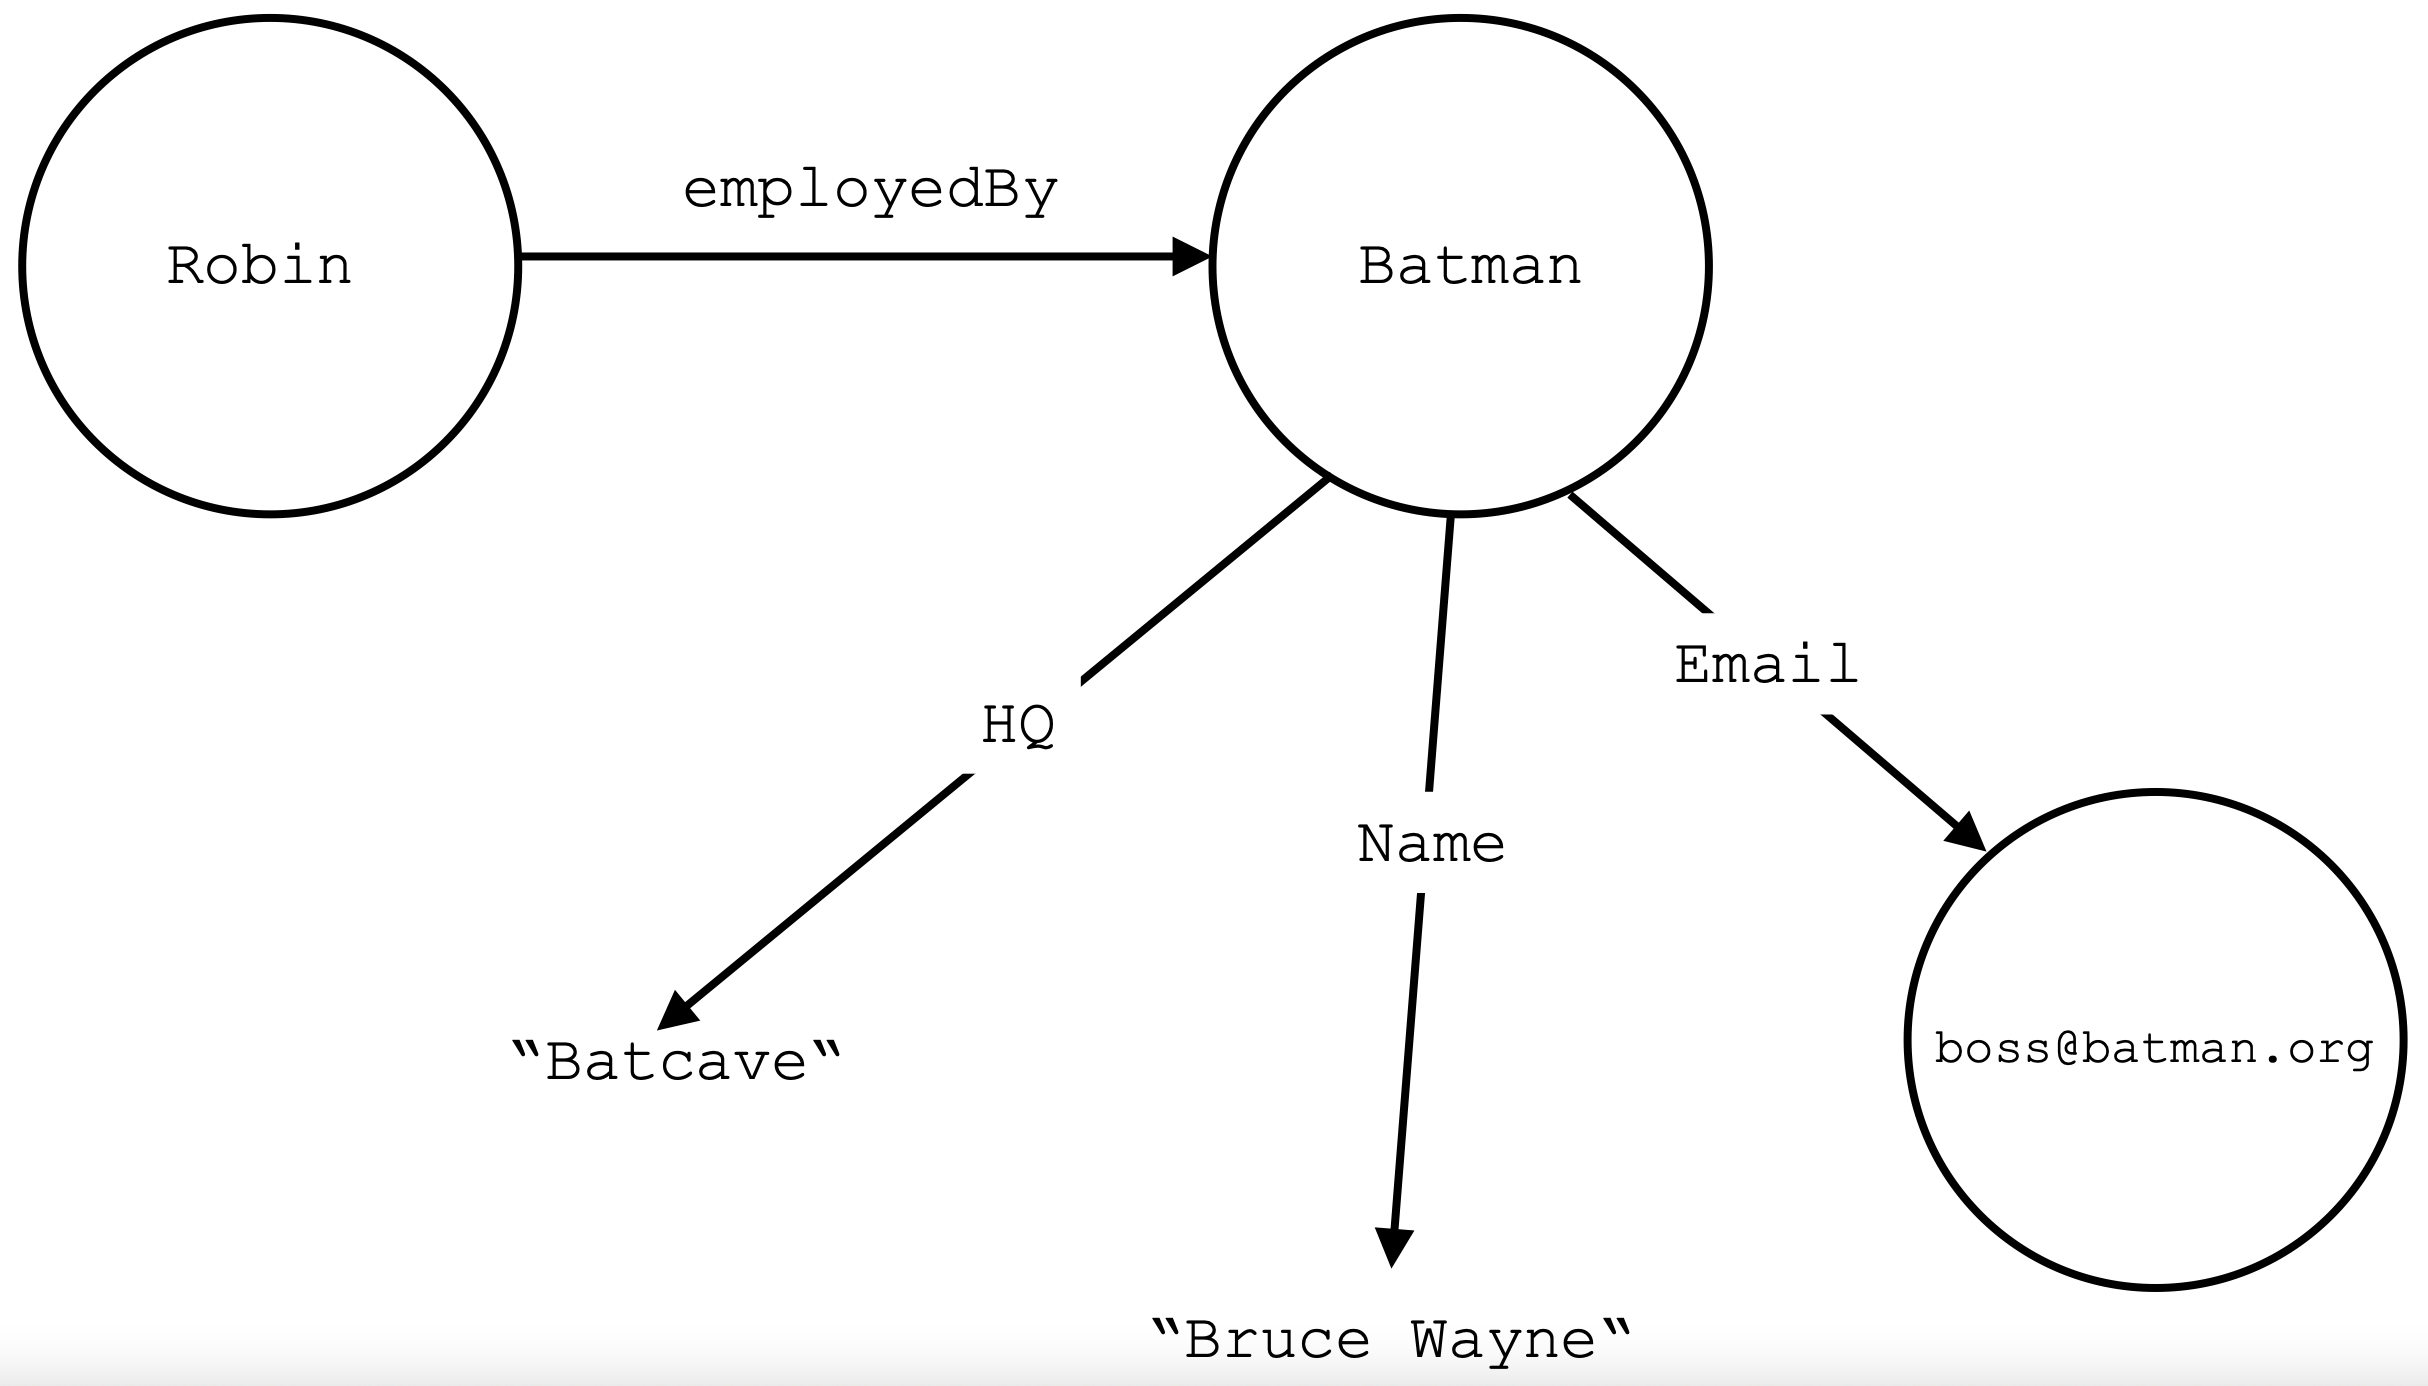 employedBy
Robin
Batman
Email
HQ
Name
boss@batman.org
‟Batcave‟
‟Bruce Wayne‟